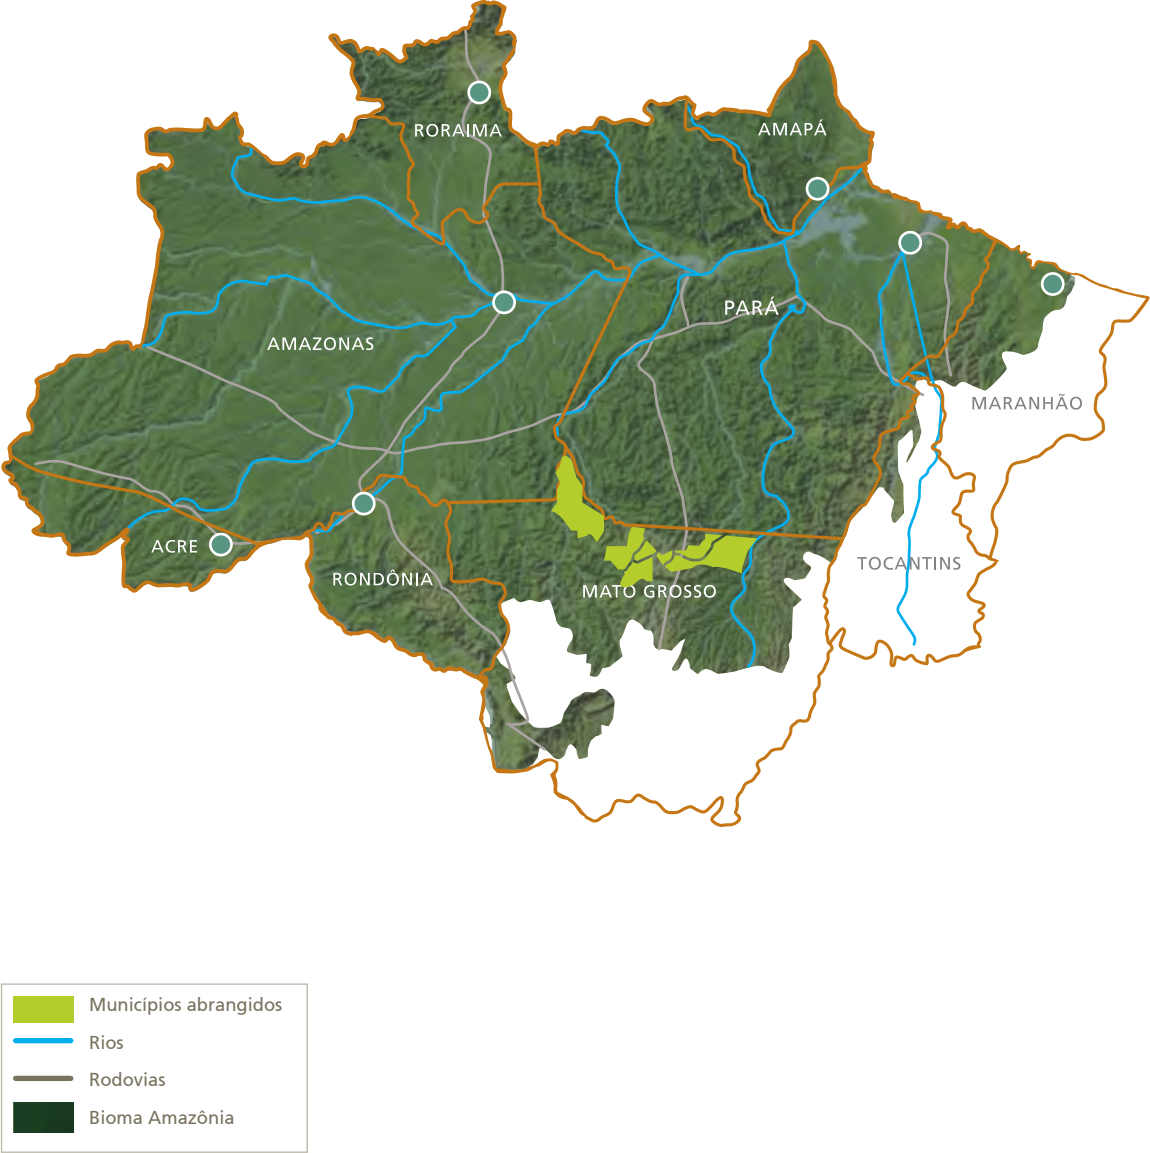 RORAIMA
AMAPÁ
PARÁ
AMAZONAS
MARANHÃO
ACRE
TOCANTINS
RONDÔNIA
MATO GROSSO
Municípios abrangidos
Rios
Rodovias
Bioma Amazônia